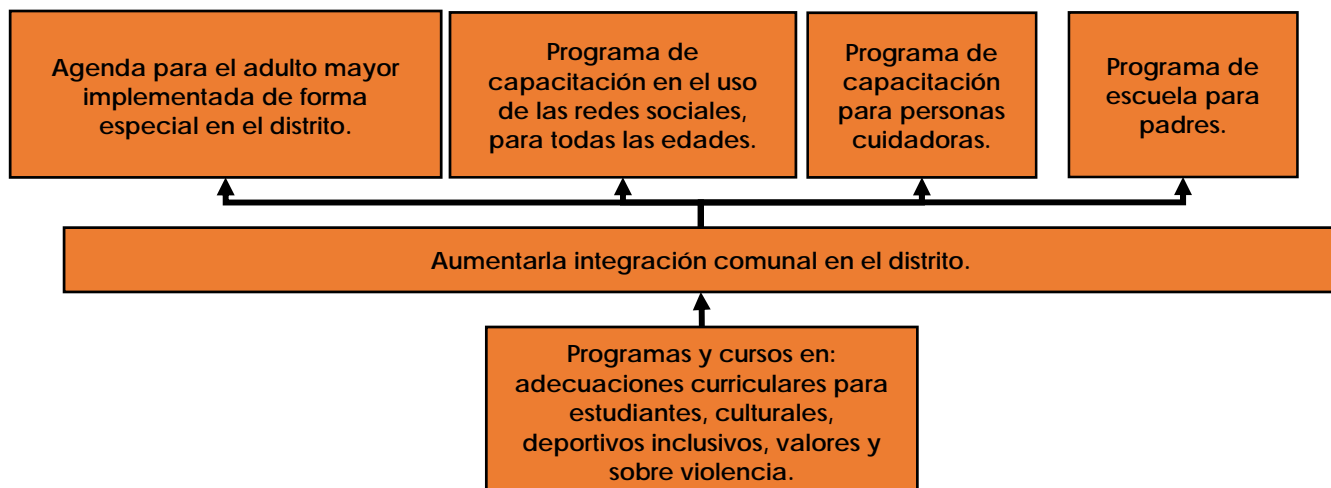 Agenda para el adulto mayor
implementada de forma
especial en el distrito.
Programa de
capacitación en el uso
de las redes sociales,
para todas las edades.
Programa de
capacitación
para personas
cuidadoras.
Programa de
escuela para
padres.
Aumentarla integración comunal en el distrito.
Programas y cursos en:
adecuaciones curriculares para
estudiantes, culturales,
deportivos inclusivos, valores y
sobre violencia.